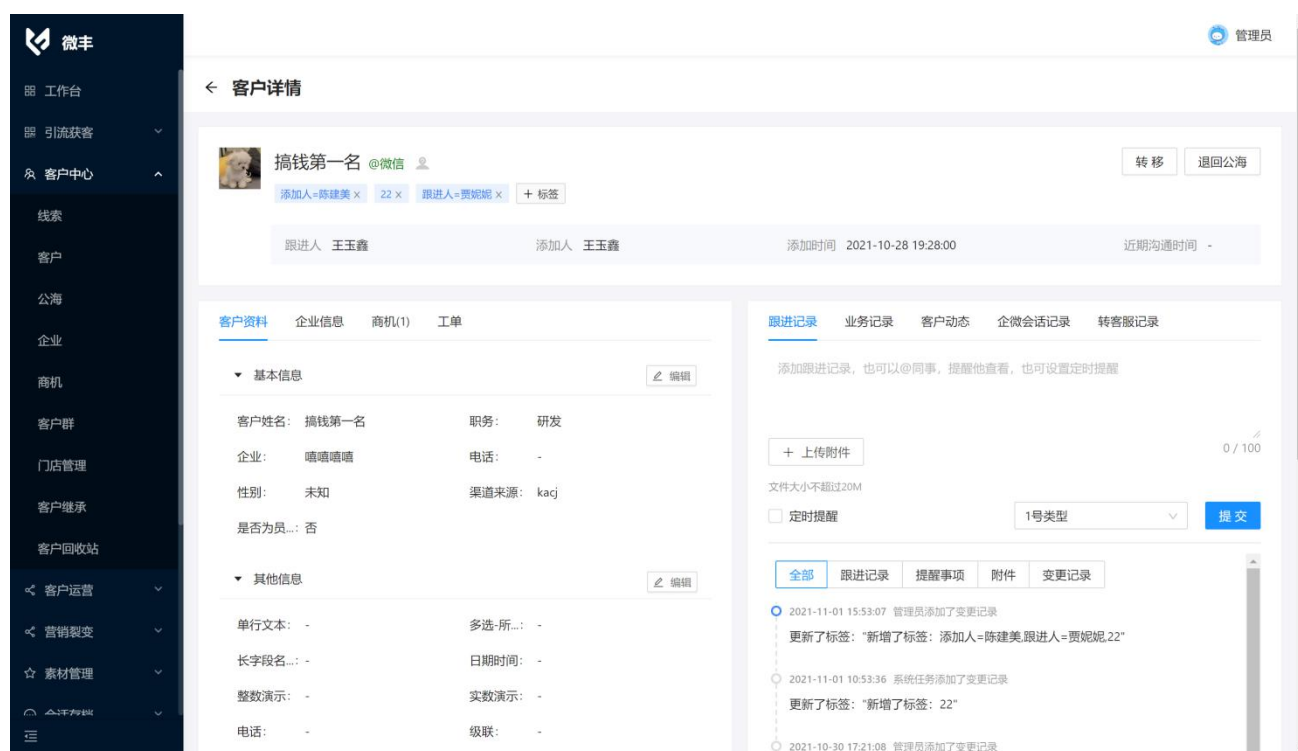 微丰
管理员
工作台
引流获客
客户中心
线索
客户
公海
企业
商机
客户群
门店管理
客户继承
客户回收站
客户运营
营销裂变
素材管理
会话存档
客户详情
搞钱第一名 @微信
转 移 退回公海
添加人=陈建美 × 22 × 跟进人=贾妮妮 × + 标签
跟进人 王玉鑫 添加人 王玉鑫 添加时间 2021-10-28 19:28:00 近期沟通时间 -
客户资料 企业信息 商机(1) 工单
基本信息 编辑
客户姓名: 搞钱第一名 职务: 研发
企业: 嘻嘻嘻嘻 电话: -
性别: 未知 渠道来源: kacj
是否为员...: 否
其他信息 编辑
单行文本: - 多选-所...: -
长字段名...: - 日期时间: -
整数演示: - 实数演示: -
电话: - 级联: -
跟进记录 业务记录 客户动态 企微会话记录 转客服记录
添加跟进记录，也可以@同事，提醒他查看，也可设置定时提醒
0 / 100
+ 上传附件
文件大小不超过20M
定时提醒 1号类型 提 交
全部 跟进记录 提醒事项 附件 变更记录
2021-11-01 15:53:07 管理员添加了变更记录
更新了标签："新增了标签：添加人=陈建美,跟进人=贾妮妮,22"
2021-11-01 10:53:36 系统任务添加了变更记录
更新了标签："新增了标签：22"
2021-10-30 17:21:08 管理员添加了变更记录